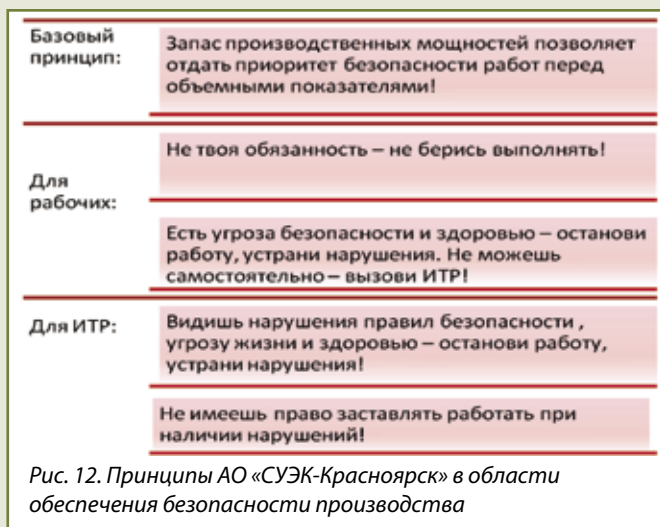 Базовый
принцип:
Запас производственных мощностей позволяет
отдать приоритет безопасности работ перед
объемными показателями!
Для
рабочих:
Не твоя обязанность – не берись выполнять!
Есть угроза безопасности и здоровью – останови
работу, устрани нарушения. Не можешь
самостоятельно – вызови ИТР!
Для ИТР:
Видишь нарушения правил безопасности ,
угрозу жизни и здоровью – останови работу,
устрани нарушения!
Не имеешь право заставлять работать при
наличии нарушений!
Рис. 12. Принципы АО «СУЭК-Красноярск» в области
обеспечения безопасности производства